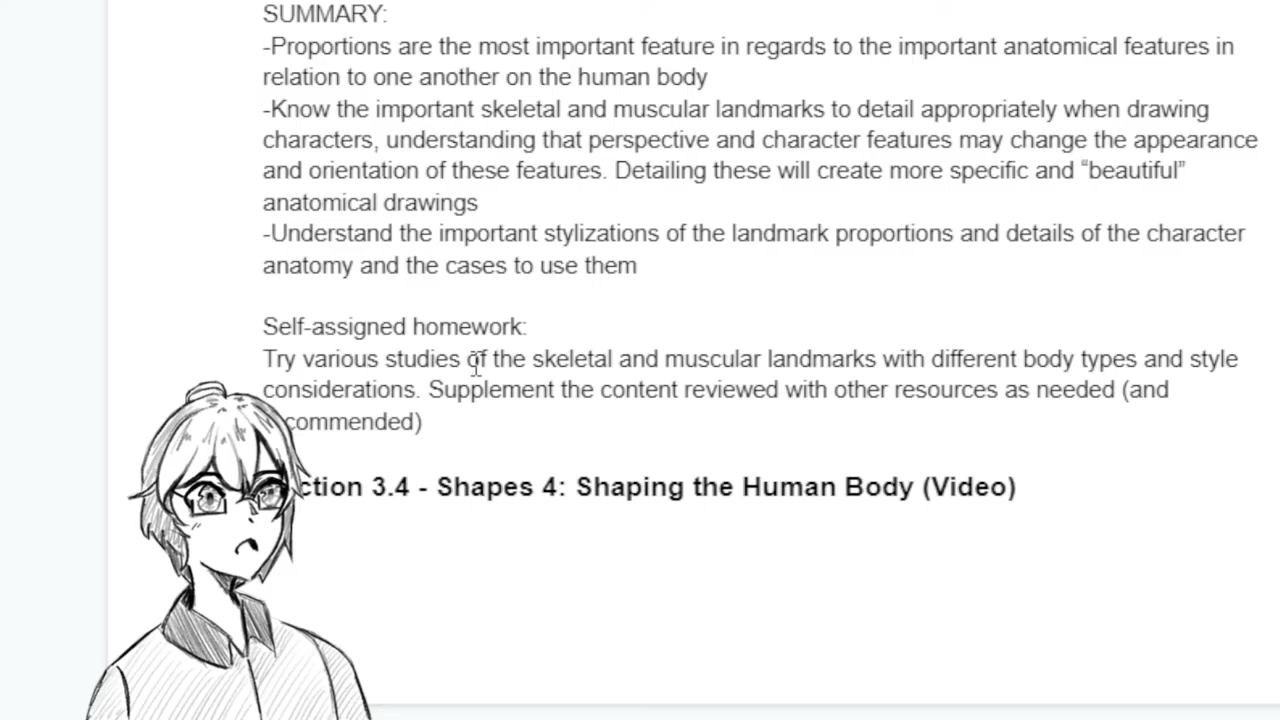 SUMMARY:
-Proportions are the most important feature in regards to the important anatomical features in
relation to one another on the human body
-Know the important skeletal and muscular landmarks to detail appropriately when drawing
characters, understanding that perspective and character features may change the appearance
and orientation of these features. Detailing these will create more specific and “beautiful”
anatomical drawings
-Understand the important stylizations of the landmark proportions and details of the character
anatomy and the cases to use them
Self-assigned homework:
Try various studies of the skeletal and muscular landmarks with different body types and style
considerations. Supplement the content reviewed with other resources as needed (and
commended)
ction 3.4 - Shapes 4: Shaping the Human Body (Video)